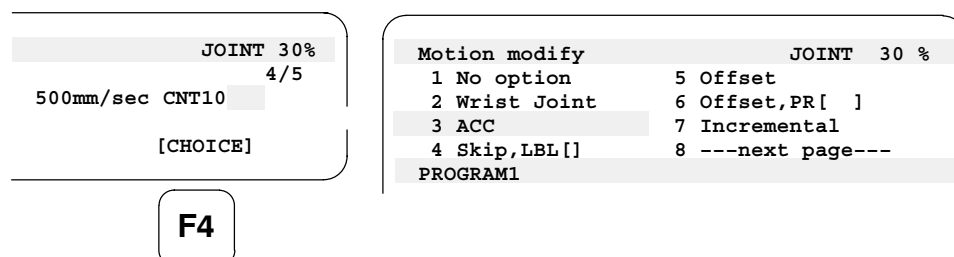 JOINT 30%
4/5
500mm/sec CNT10
[CHOICE]
F4
Motion modify JOINT 30 %
1 No option 5 Offset
2 Wrist Joint 6 Offset,PR[ ]
3 ACC 7 Incremental
4 Skip,LBL[] 8 ---next page---
PROGRAM1